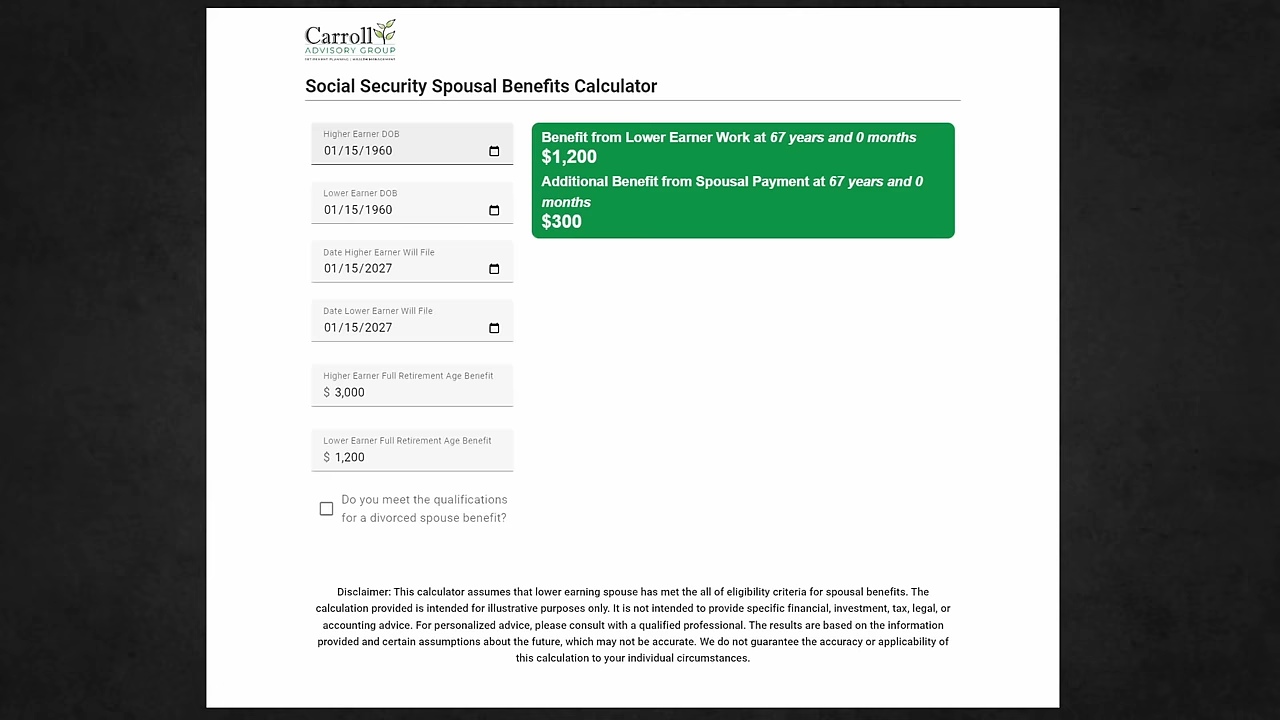 Carroll
ADVISORY GROUP
RETIREMENT PLANNING | WEALTH MANAGEMENT
Social Security Spousal Benefits Calculator
Higher Earner DOB
01/15/1960
Lower Earner DOB
01/15/1960
Date Higher Earner Will File
01/15/2027
Date Lower Earner Will File
01/15/2027
Higher Earner Full Retirement Age Benefit
$ 3,000
Lower Earner Full Retirement Age Benefit
$ 1,200
Do you meet the qualifications
for a divorced spouse benefit?
Benefit from Lower Earner Work at 67 years and 0 months
$1,200
Additional Benefit from Spousal Payment at 67 years and 0
months
$300
Disclaimer: This calculator assumes that lower earning spouse has met the all of eligibility criteria for spousal benefits. The
calculation provided is intended for illustrative purposes only. It is not intended to provide specific financial, investment, tax, legal, or
accounting advice. For personalized advice, please consult with a qualified professional. The results are based on the information
provided and certain assumptions about the future, which may not be accurate. We do not guarantee the accuracy or applicability of
this calculation to your individual circumstances.